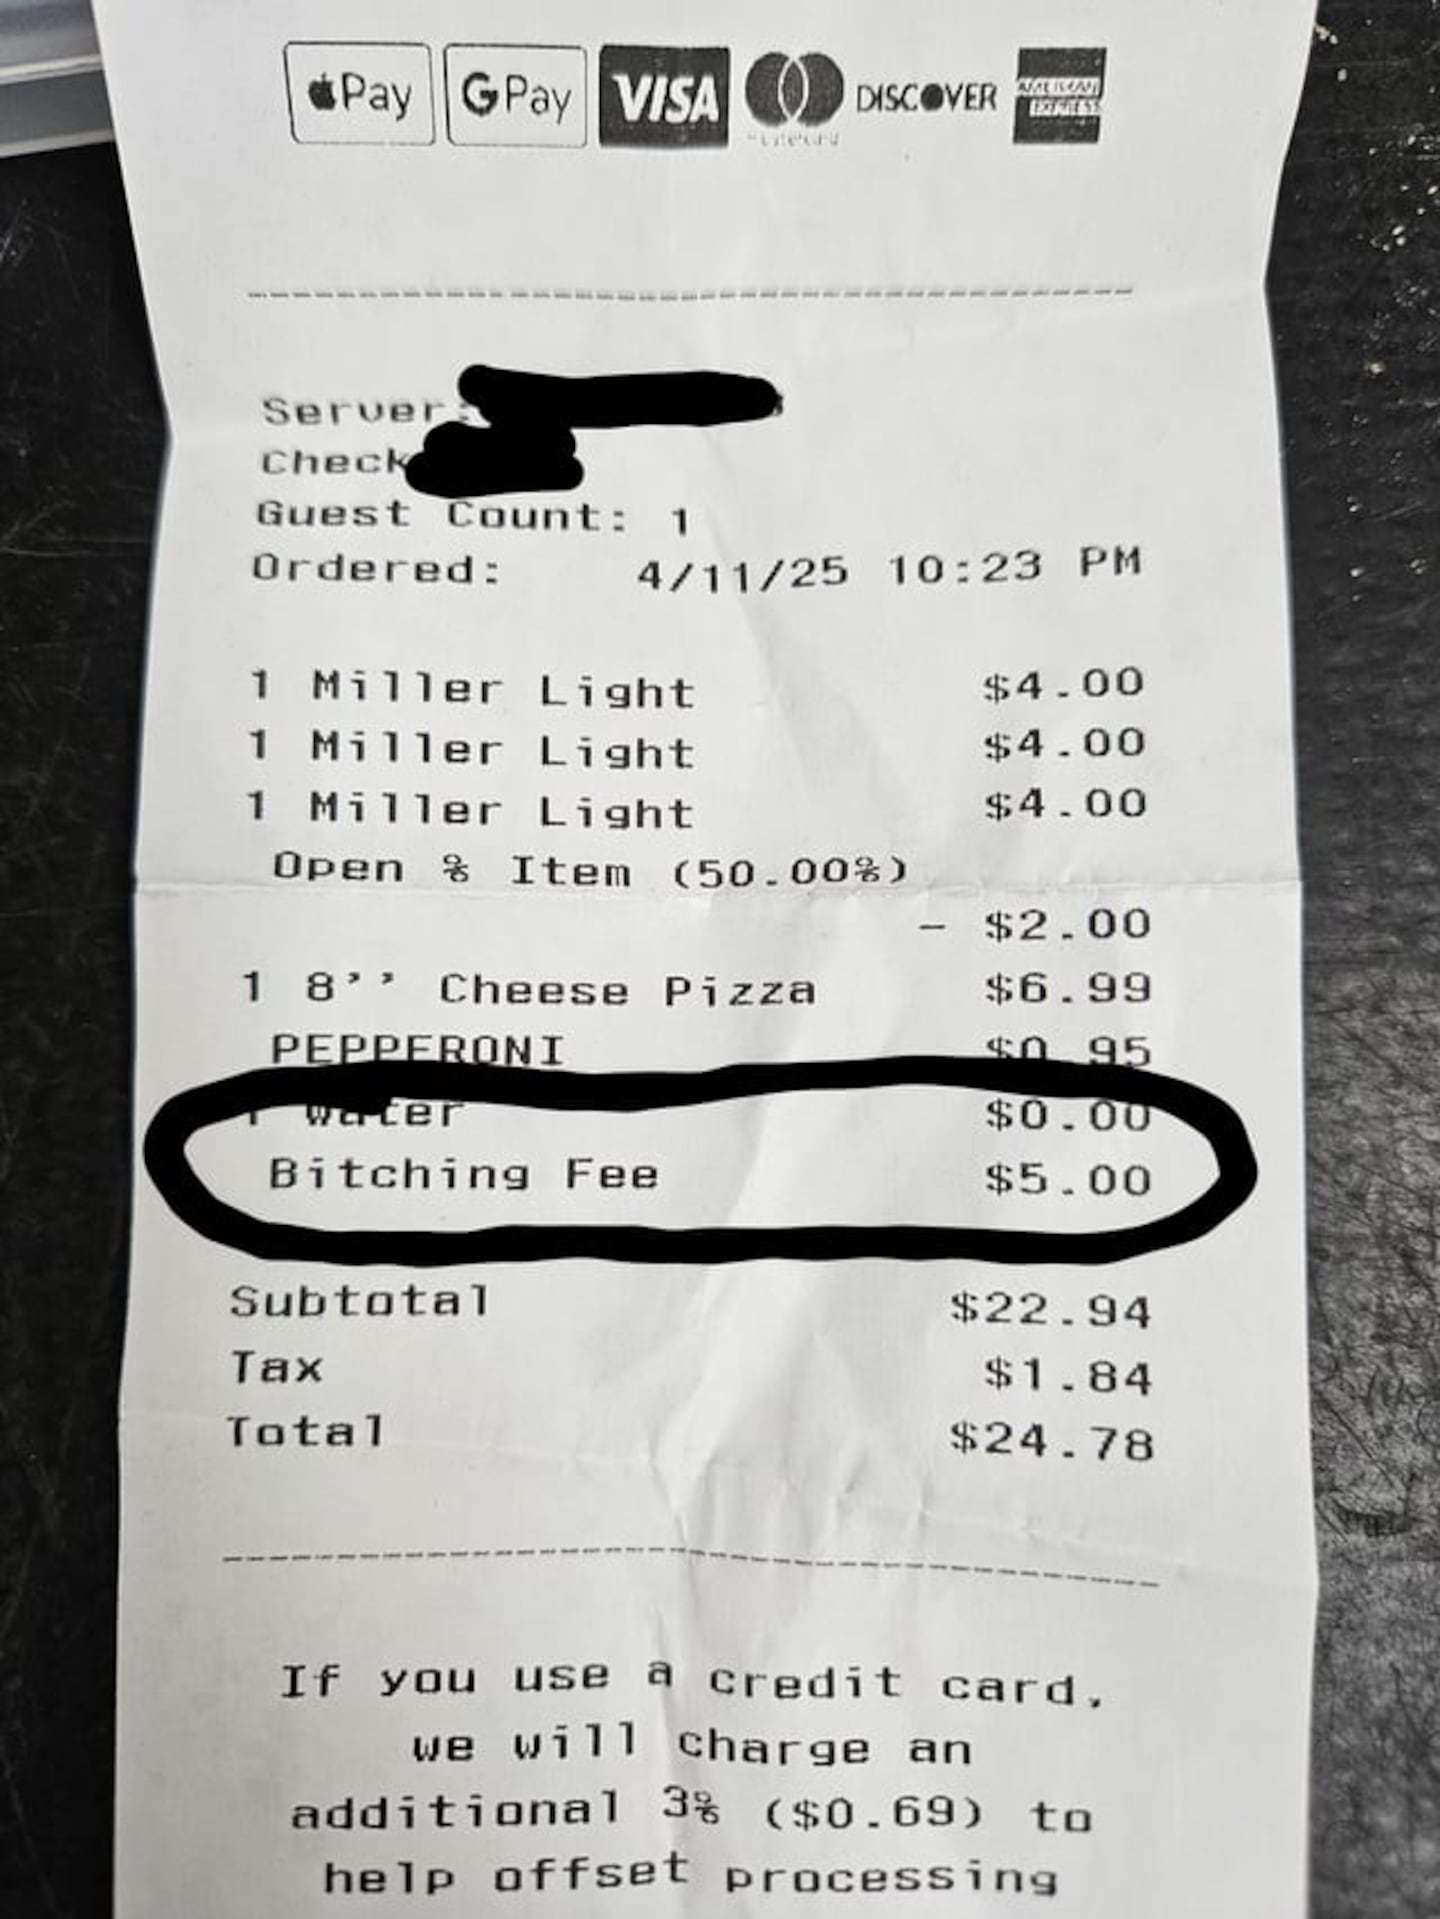 Pay G Pay VISA DISCOVER AMERICAN EXPRESS
Server:
Check
Guest Count: 1
Ordered: 4/11/25 10:23 PM
1 Miller Light $4.00
1 Miller Light $4.00
1 Miller Light $4.00
Open % Item (50.00%)
- $2.00
1 8'' Cheese Pizza $6.99
PEPPERONI $0.95
1 water $0.00
Bitching Fee $5.00
Subtotal $22.94
Tax $1.84
Total $24.78
If you use a credit card,
we will charge an
additional 3% ($0.69) to
help offset processing